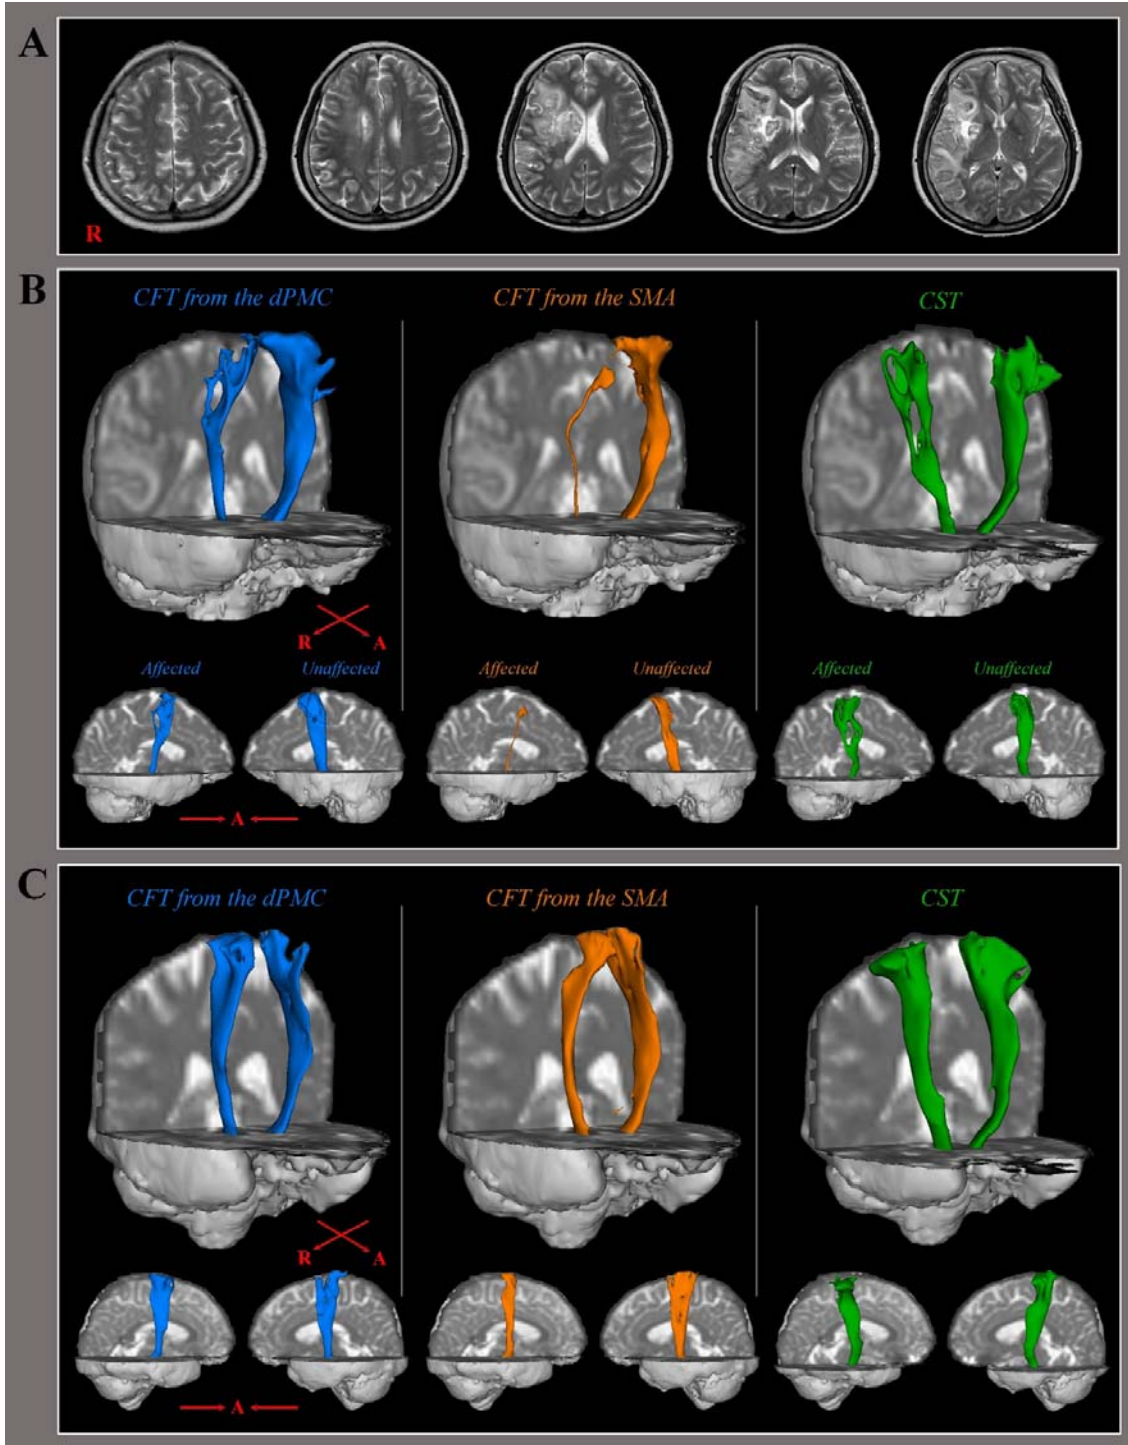 A
R
B
CFT from the dPMC
CFT from the SMA
CST
R
A
Affected
Unaffected
Affected
Unaffected
Affected
Unaffected
A
C
CFT from the dPMC
CFT from the SMA
CST
R
A
A